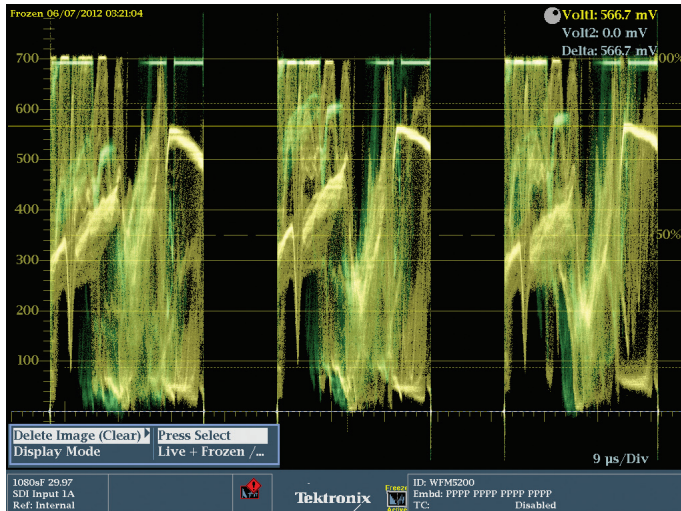 Frozen 06/07/2012 03:21:04
Volt1: 566.7 mV
Volt2: 0.0 mV
Delta: 566.7 mV
700
00%
600
500
400
300
50%
200
100
Delete Image (Clear) Press Select
Display Mode Live + Frozen /...
9 µs/Div
1080sF 29.97
SDI Input 1A
Ref: Internal
Tektronix
Freeze
Active
ID: WFM5200
Embd: PPPP PPPP PPPP PPPP
TC: Disabled